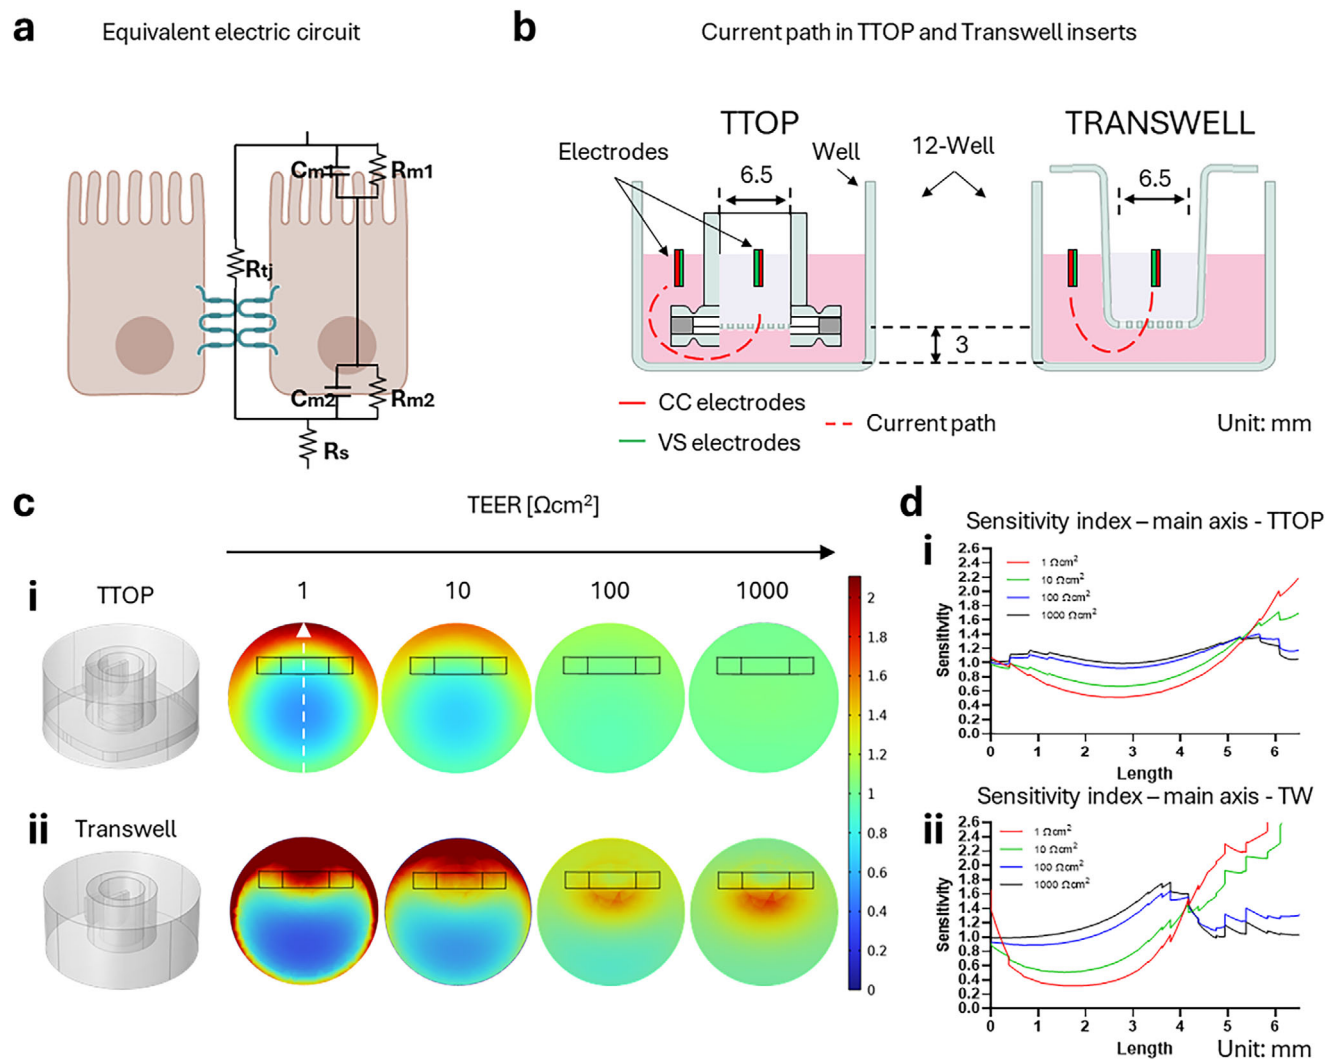 a
Equivalent electric circuit
Cm1
Rm1
Rtj
Cm2
Rm2
Rs
b
Current path in TTOP and Transwell inserts
TTOP
TRANSWELL
Electrodes
Well
12-Well
6.5
6.5
3
CC electrodes
VS electrodes
Current path
Unit: mm
c
TEER [Ωcm²]
i
TTOP
1
10
100
1000
ii
Transwell
2
1.8
1.6
1.4
1.2
1
0.8
0.6
0.4
0.2
0
d
Sensitivity index – main axis - TTOP
i
2.6
2.4
2.2
2.0
1.8
1.6
1.4
1.2
1.0
0.8
0.6
0.4
0.2
0.0
Sensitivity
1 Ωcm²
10 Ωcm²
100 Ωcm²
1000 Ωcm²
0 1 2 3 4 5 6
Length
Sensitivity index – main axis - TW
ii
2.6
2.4
2.2
2.0
1.8
1.6
1.4
1.2
1.0
0.8
0.6
0.4
0.2
0.0
Sensitivity
1 Ωcm²
10 Ωcm²
100 Ωcm²
1000 Ωcm²
0 1 2 3 4 5 6
Length
Unit: mm